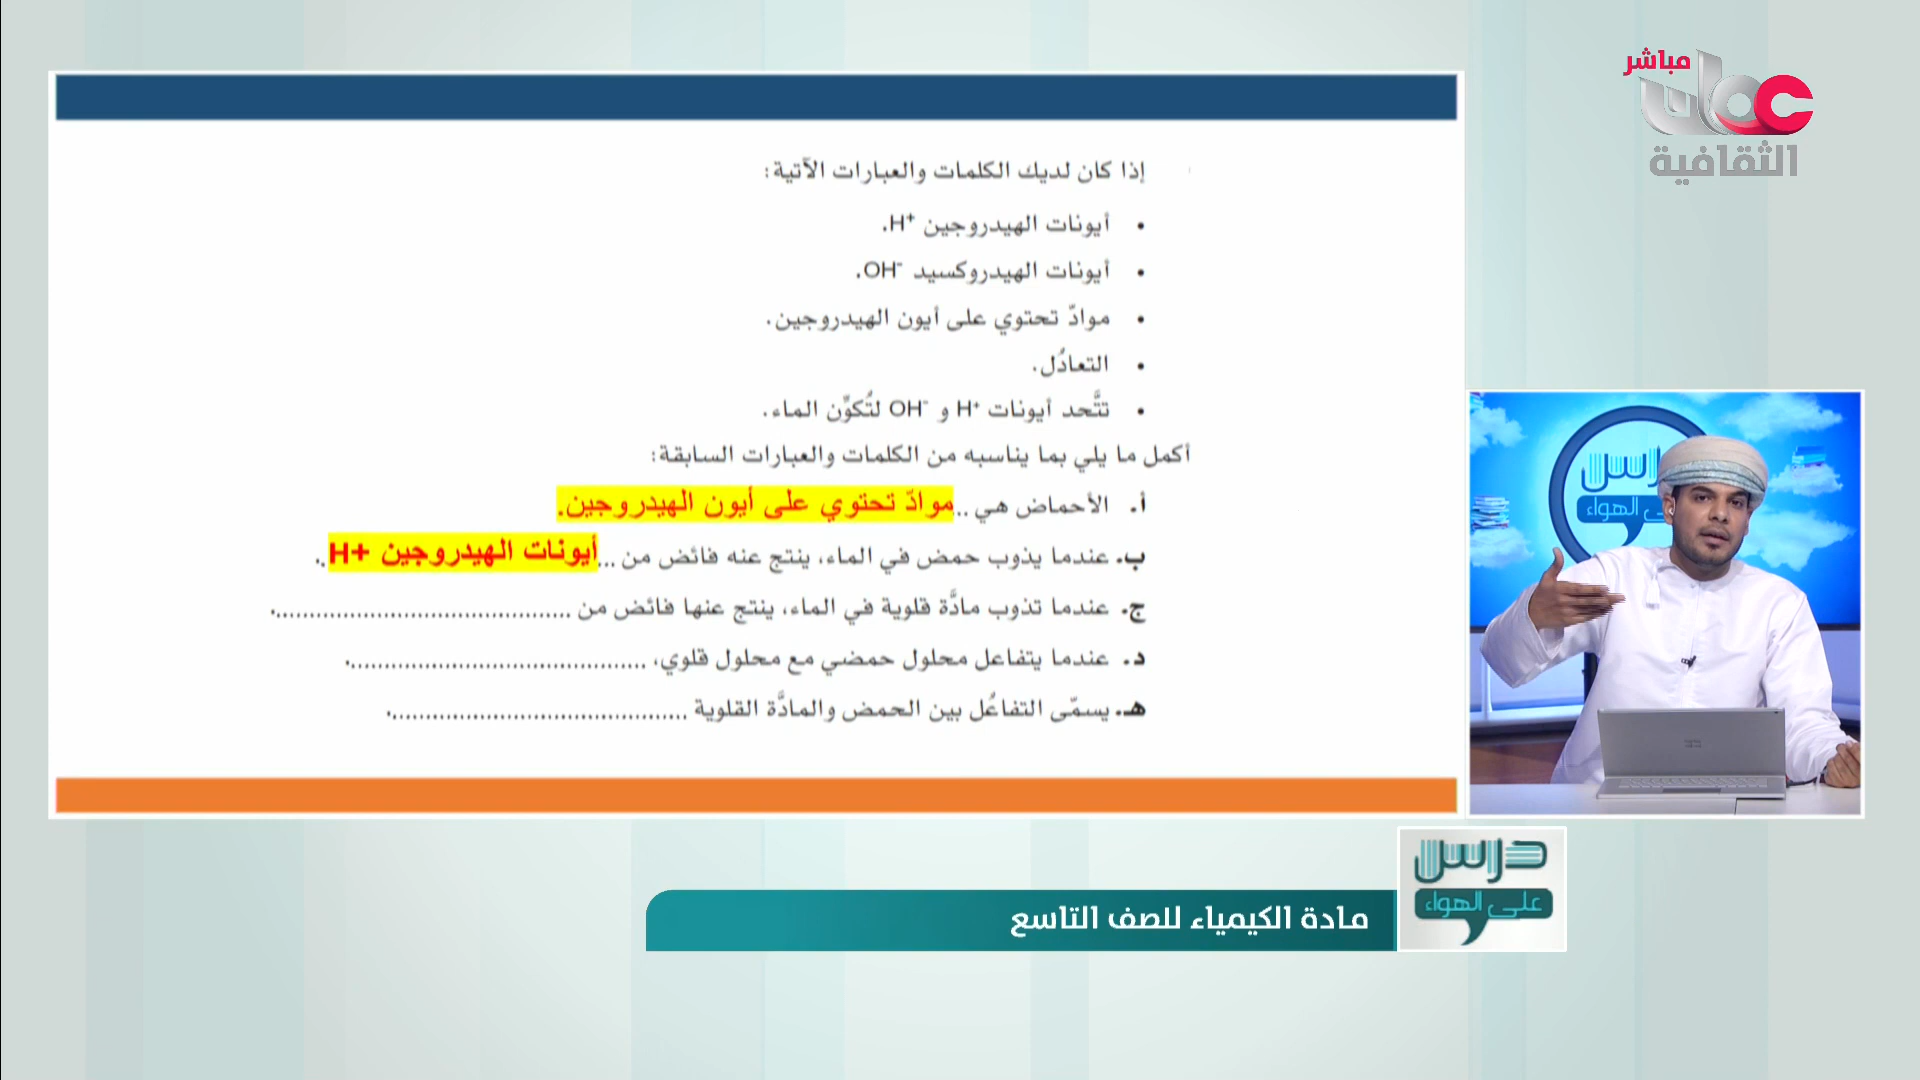 إذا كان لديك الكلمات والعبارات الآتية:
• أيونات الهيدروجين H⁺.
• أيونات الهيدروكسيد OH⁻.
• موادّ تحتوي على أيون الهيدروجين.
• التعادُل.
• تتَّحد أيونات H⁺ و OH⁻ لتُكوِّن الماء.
أكمل ما يلي بما يناسبه من الكلمات والعبارات السابقة:
أ. الأحماض هي ..موادّ تحتوي على أيون الهيدروجين.
ب. عندما يذوب حمض في الماء، ينتج عنه فائض من ...أيونات الهيدروجين H+.
ج. عندما تذوب مادَّة قلوية في الماء، ينتج عنها فائض من ............................................
د. عندما يتفاعل محلول حمضي مع محلول قلوي، ............................................
هـ. يسمّى التفاعُل بين الحمض والمادَّة القلوية ............................................
مباشر
عمان
الثقافية
درس
على الهواء
درس
على الهواء
مادة الكيمياء للصف التاسع